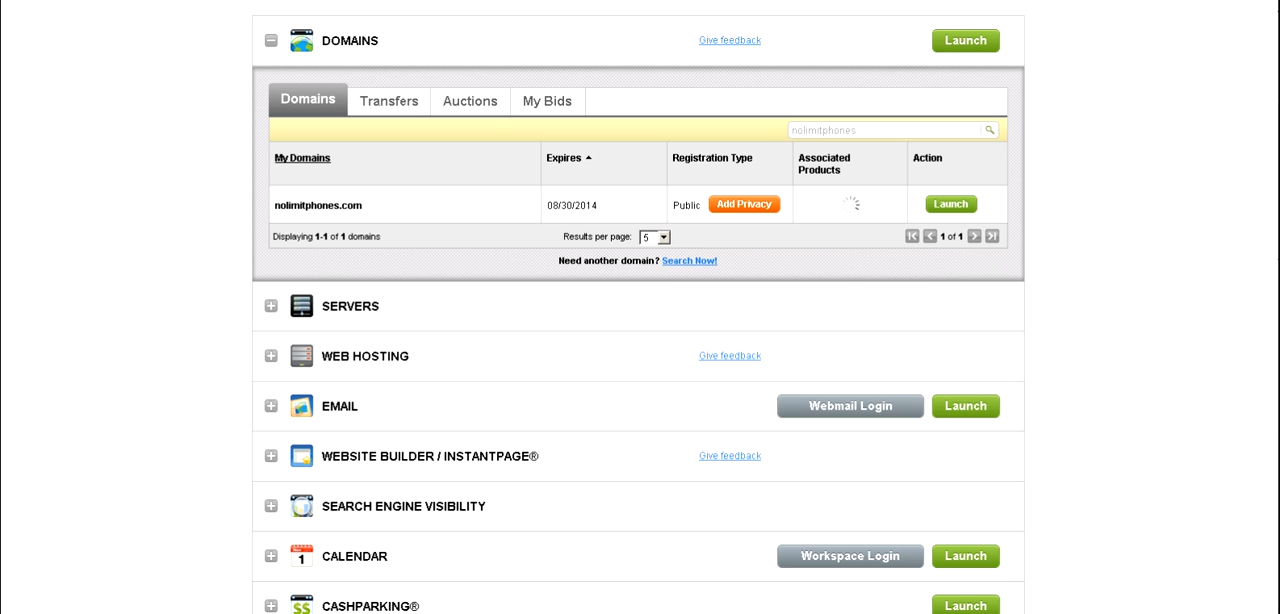 DOMAINS Give feedback Launch
Domains Transfers Auctions My Bids
nolimitphones
My Domains Expires Registration Type Associated Products Action
nolimitphones.com 08/30/2014 Public Add Privacy Launch
Displaying 1-1 of 1 domains Results per page: 5 1 of 1
Need another domain? Search Now!
SERVERS
WEB HOSTING Give feedback
EMAIL Webmail Login Launch
WEBSITE BUILDER / INSTANTPAGE® Give feedback
SEARCH ENGINE VISIBILITY
1 CALENDAR Workspace Login Launch
$$ CASHPARKING® Launch